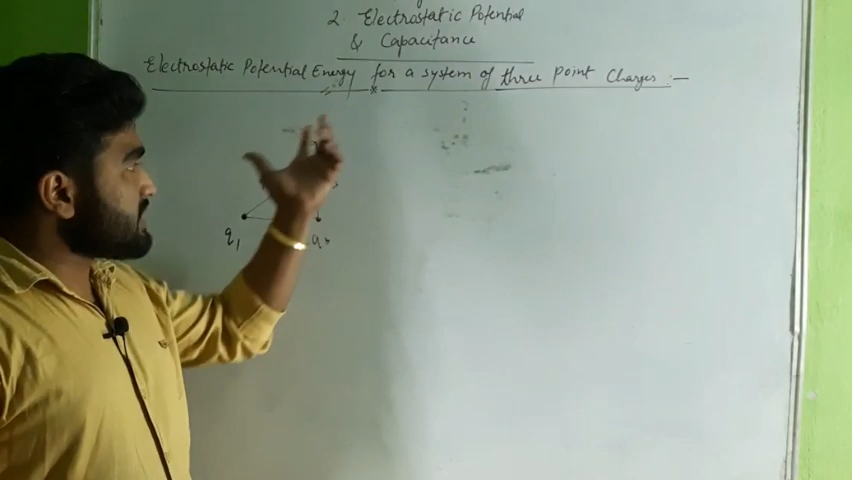 2. Electrostatic Potential
& Capacitance
Electrostatic Potential Energy for a system of three point Charges :-
q1